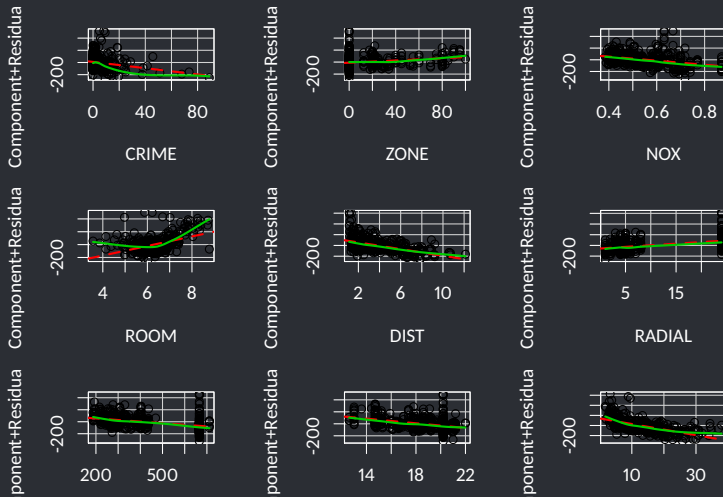 Component+Residua
-200
0 40 80
CRIME
Component+Residua
-200
0 40 80
ZONE
Component+Residua
-200
0.4 0.6 0.8
NOX
Component+Residua
-200
4 6 8
ROOM
Component+Residua
-200
2 6 10
DIST
Component+Residua
-200
5 15
RADIAL
ponent+Residua
-200
200 500
ponent+Residua
-200
14 18 22
ponent+Residua
-200
10 30